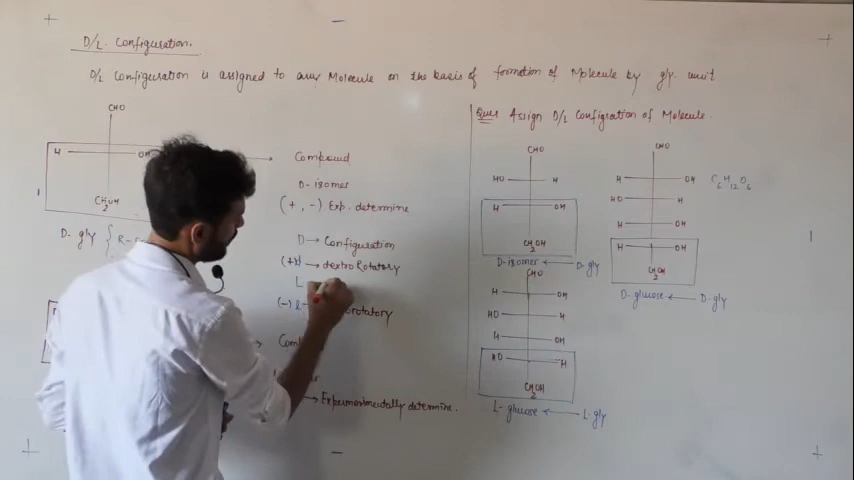 D/L Configuration.
D/L Configuration is assigned to any Molecule on the basis of formation of Molecule by gly. unit
CHO
H
OH
CH2OH
D-gly
Compound
D-isomer
(+, -) Exp. determine
D → Configuration
(+)d → dextroRotatory
L
(-) l
Experimentally determine.
Ques Assign D/L Configration of Molecule.
CHO
HO H
H OH
CH2OH
D-isomer ← D-gly
CHO
H OH
HO H
H OH
H OH
CH2OH
D-glucose ← D-gly
C6H12O6
CHO
H OH
HO H
H OH
HO H
CH2OH
L-glucose ← L-gly